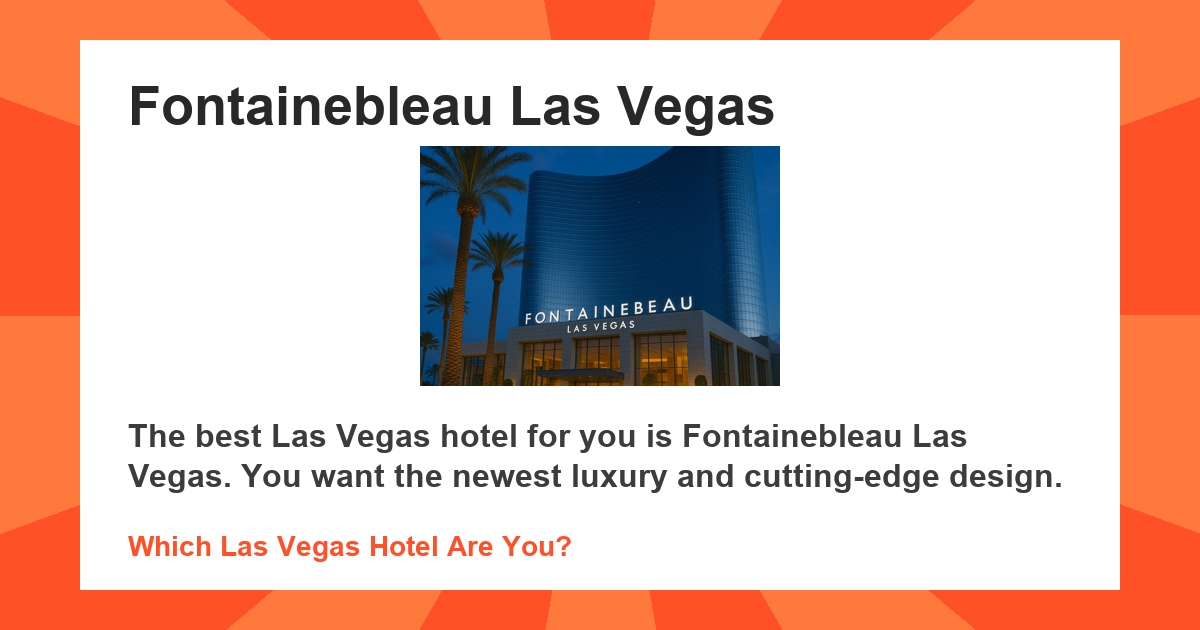 Fontainebleau Las Vegas
FONTAINEBEAU
LAS VEGAS
The best Las Vegas hotel for you is Fontainebleau Las
Vegas. You want the newest luxury and cutting-edge design.
Which Las Vegas Hotel Are You?